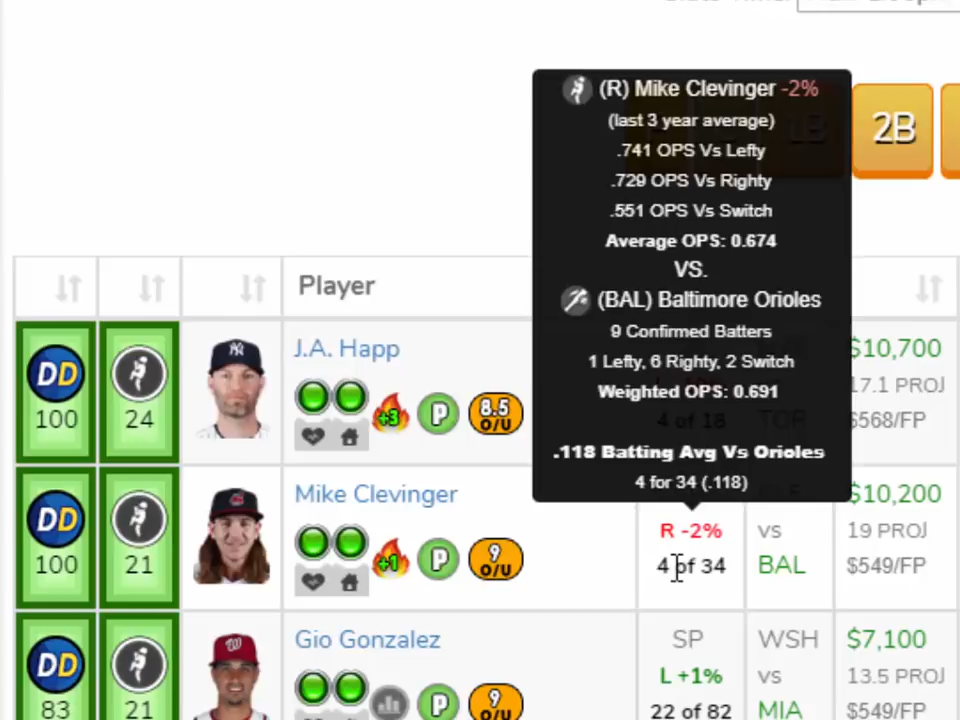 (R) Mike Clevinger -2%
(last 3 year average)
.741 OPS Vs Lefty
.729 OPS Vs Righty
.551 OPS Vs Switch
Average OPS: 0.674
VS.
(BAL) Baltimore Orioles
9 Confirmed Batters
1 Lefty, 6 Righty, 2 Switch
Weighted OPS: 0.691
.118 Batting Avg Vs Orioles
4 for 34 (.118)
1B
2B
Player
DD
100
24
J.A. Happ
+3
P
8.5
O/U
4 of 18
TOR
$10,700
17.1 PROJ
$568/FP
DD
100
21
Mike Clevinger
+1
P
9
O/U
R -2%
4 of 34
vs
BAL
$10,200
19 PROJ
$549/FP
DD
83
21
Gio Gonzalez
P
9
O/U
SP
L +1%
22 of 82
WSH
vs
MIA
$7,100
13.5 PROJ
$549/FP